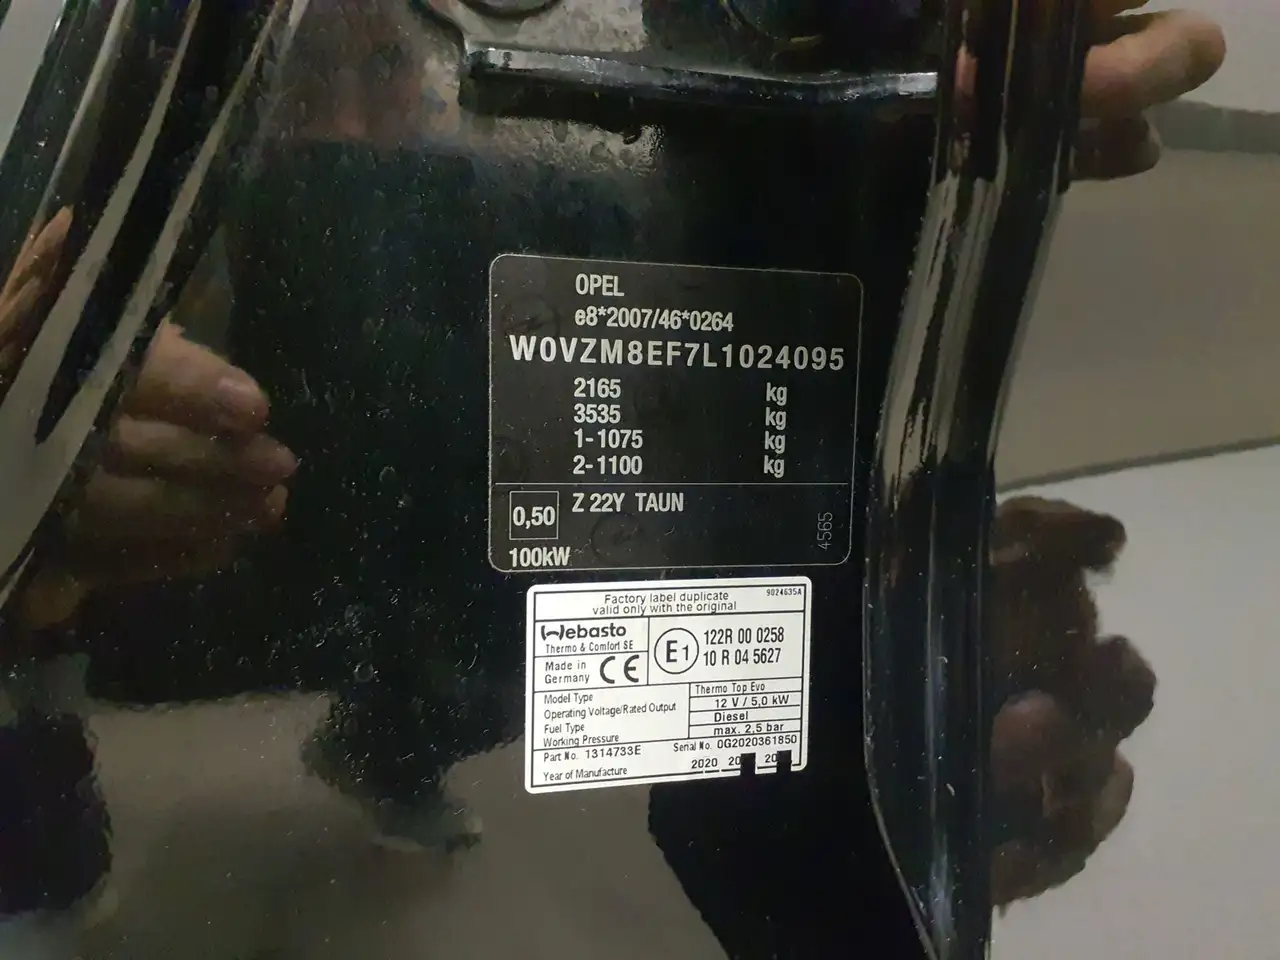 OPEL
e8*2007/46*0264
W0VZM8EF7L1024095
2165 kg
3535 kg
1-1075 kg
2-1100 kg
0,50 Z 22Y TAUN
100kW
4565
Factory label duplicate 9024635A
valid only with the original
Webasto
Thermo & Comfort SE
Made in
Germany CE
E1
122R 00 0258
10 R 04 5627
Model Type Thermo Top Evo
Operating Voltage/Rated Output 12 V / 5,0 kW
Fuel Type Diesel
Working Pressure max. 2,5 bar
Part No. 1314733E Serial No. 0G2020361850
Year of Manufacture 2020